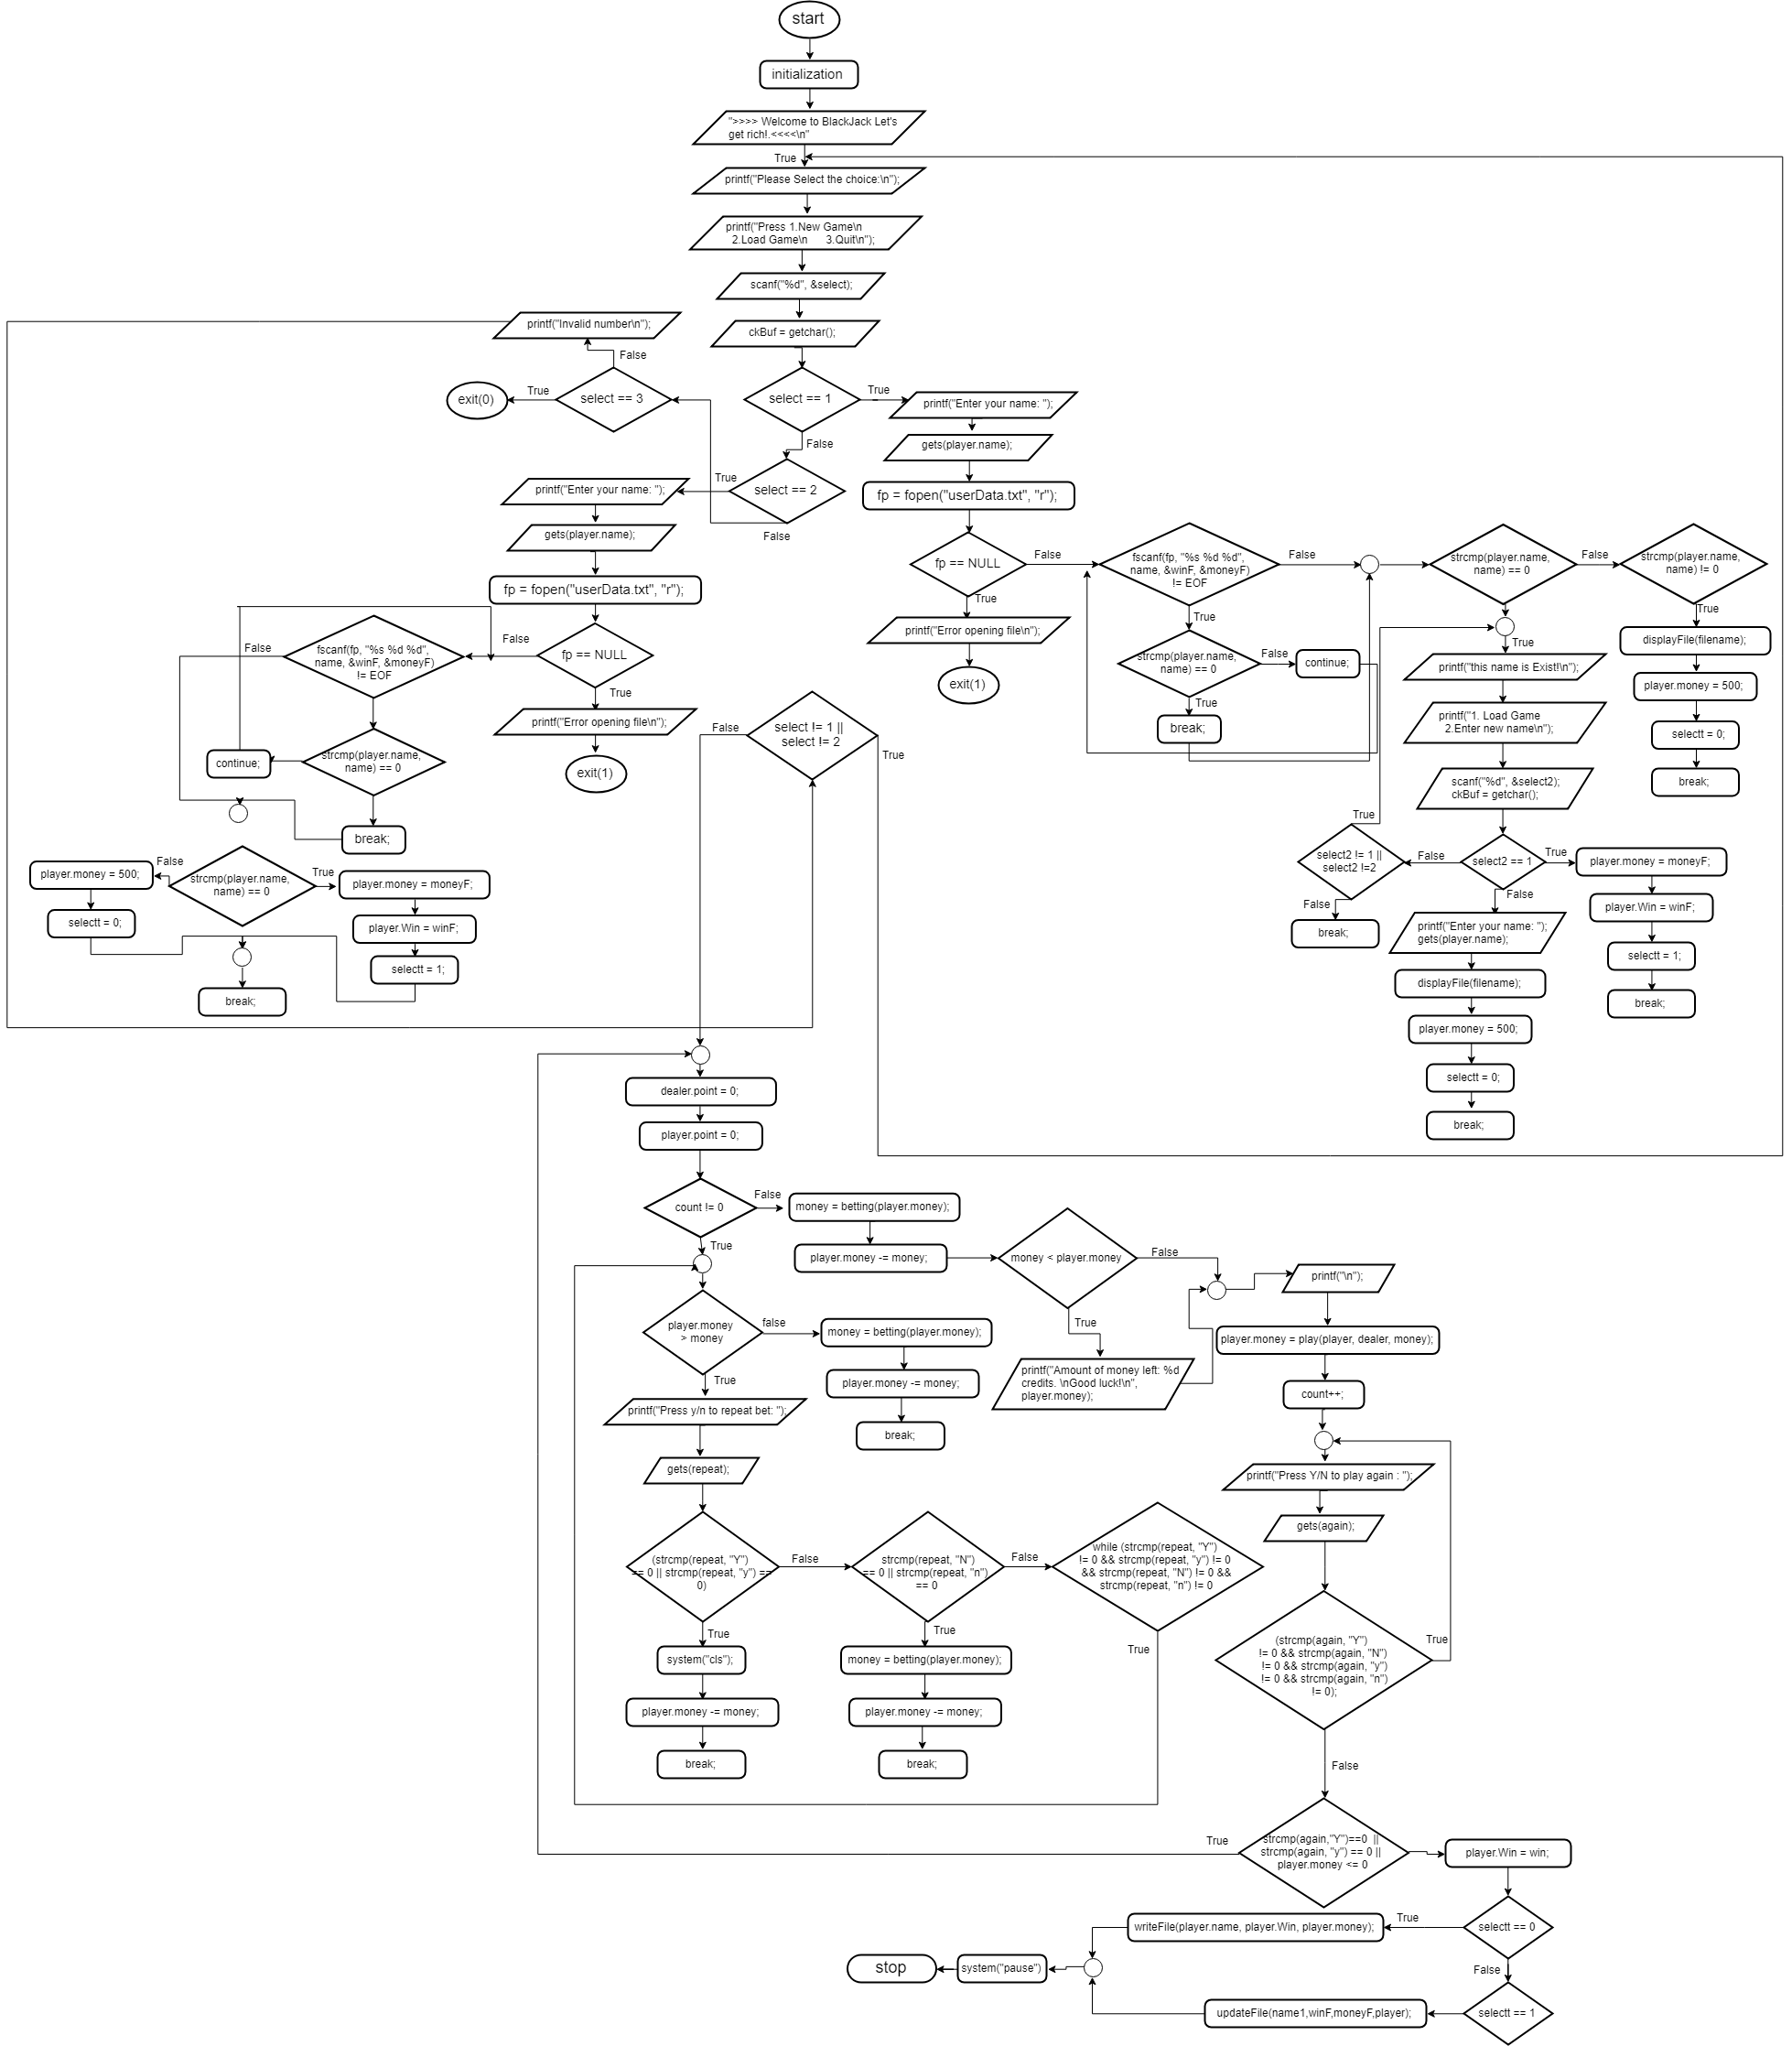 start
initialization
">>>> Welcome to BlackJack Let's
get rich!.<<<<\n"
True
printf("Please Select the choice:\n");
printf("Press 1.New Game\n
2.Load Game\n 3.Quit\n");
scanf("%d", &select);
ckBuf = getchar();
printf("Invalid number\n");
False
select == 3
True
exit(0)
select == 1
True
False
select == 2
True
False
printf("Enter your name: ");
gets(player.name);
fp = fopen("userData.txt", "r");
fp == NULL
False
True
printf("Error opening file\n");
exit(1)
fscanf(fp, "%s %d %d",
name, &winF, &moneyF)
!= EOF
False
strcmp(player.name,
name) == 0
continue;
break;
strcmp(player.name,
name) == 0
False
True
player.money = 500;
selectt = 0;
player.money = moneyF;
player.Win = winF;
selectt = 1;
break;
printf("Enter your name: ");
gets(player.name);
fp = fopen("userData.txt", "r");
fp == NULL
False
True
printf("Error opening file\n");
exit(1)
fscanf(fp, "%s %d %d",
name, &winF, &moneyF)
!= EOF
False
True
strcmp(player.name,
name) == 0
False
continue;
True
break;
strcmp(player.name,
name) == 0
False
strcmp(player.name,
name) != 0
True
displayFile(filename);
player.money = 500;
selectt = 0;
break;
True
printf("this name is Exist!\n");
printf("1. Load Game
2.Enter new name\n");
scanf("%d", &select2);
ckBuf = getchar();
select2 == 1
True
player.money = moneyF;
player.Win = winF;
selectt = 1;
break;
False
select2 != 1 ||
select2 !=2
True
False
break;
False
printf("Enter your name: ");
gets(player.name);
displayFile(filename);
player.money = 500;
selectt = 0;
break;
select != 1 ||
select != 2
False
True
dealer.point = 0;
player.point = 0;
count != 0
False
True
money = betting(player.money);
player.money -= money;
money < player.money
False
True
printf("Amount of money left: %d
credits. \nGood luck!\n",
player.money);
printf("\n");
player.money = play(player, dealer, money);
count++;
printf("Press Y/N to play again : ");
gets(again);
(strcmp(again, "Y")
!= 0 && strcmp(again, "N")
!= 0 && strcmp(again, "y")
!= 0 && strcmp(again, "n")
!= 0);
True
False
player.money
> money
false
money = betting(player.money);
player.money -= money;
break;
True
printf("Press y/n to repeat bet: ");
gets(repeat);
(strcmp(repeat, "Y")
== 0 || strcmp(repeat, "y") ==
0)
False
True
system("cls");
player.money -= money;
break;
strcmp(repeat, "N")
== 0 || strcmp(repeat, "n")
== 0
False
True
money = betting(player.money);
player.money -= money;
break;
while (strcmp(repeat, "Y")
!= 0 && strcmp(repeat, "y") != 0
&& strcmp(repeat, "N") != 0 &&
strcmp(repeat, "n") != 0
True
strcmp(again,"Y")==0 ||
strcmp(again, "y") == 0 ||
player.money <= 0
True
player.Win = win;
selectt == 0
True
writeFile(player.name, player.Win, player.money);
False
selectt == 1
updateFile(name1,winF,moneyF,player);
system("pause")
stop